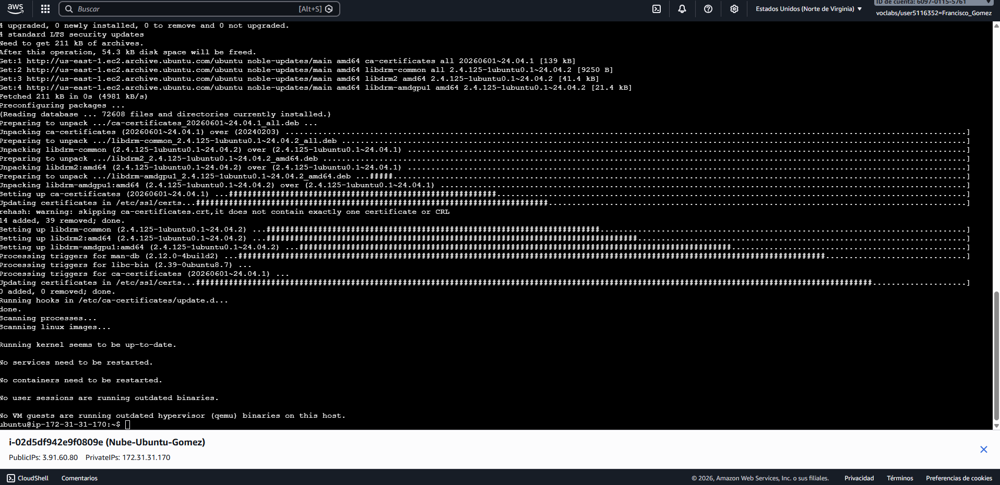 aws
Buscar [Alt+S]
Estados Unidos (Norte de Virginia)
ID de cuenta: 6097-0115-5761
voclabs/user5116352=Francisco_Gomez
4 upgraded, 0 newly installed, 0 to remove and 0 not upgraded.
4 standard LTS security updates
Need to get 211 kB of archives.
After this operation, 54.3 kB disk space will be freed.
Get:1 http://us-east-1.ec2.archive.ubuntu.com/ubuntu noble-updates/main amd64 ca-certificates all 20260601~24.04.1 [139 kB]
Get:2 http://us-east-1.ec2.archive.ubuntu.com/ubuntu noble-updates/main amd64 libdrm-common all 2.4.125-1ubuntu0.1~24.04.2 [9250 B]
Get:3 http://us-east-1.ec2.archive.ubuntu.com/ubuntu noble-updates/main amd64 libdrm2 amd64 2.4.125-1ubuntu0.1~24.04.2 [41.4 kB]
Get:4 http://us-east-1.ec2.archive.ubuntu.com/ubuntu noble-updates/main amd64 libdrm-amdgpu1 amd64 2.4.125-1ubuntu0.1~24.04.2 [21.4 kB]
Fetched 211 kB in 0s (4981 kB/s)
Preconfiguring packages ...
(Reading database ... 72608 files and directories currently installed.)
Preparing to unpack .../ca-certificates_20260601~24.04.1_all.deb ...
Unpacking ca-certificates (20260601~24.04.1) over (20240203) ...]
Preparing to unpack .../libdrm-common_2.4.125-1ubuntu0.1~24.04.2_all.deb ...]
Unpacking libdrm-common (2.4.125-1ubuntu0.1~24.04.2) over (2.4.125-1ubuntu0.1~24.04.1) ...]
Preparing to unpack .../libdrm2_2.4.125-1ubuntu0.1~24.04.2_amd64.deb ...]
Unpacking libdrm2:amd64 (2.4.125-1ubuntu0.1~24.04.2) over (2.4.125-1ubuntu0.1~24.04.1) ...]
Preparing to unpack .../libdrm-amdgpu1_2.4.125-1ubuntu0.1~24.04.2_amd64.deb ...#####...]
Unpacking libdrm-amdgpu1:amd64 (2.4.125-1ubuntu0.1~24.04.2) over (2.4.125-1ubuntu0.1~24.04.1) ...]
Setting up ca-certificates (20260601~24.04.1) ...#####...]
Updating certificates in /etc/ssl/certs...#####...]
rehash: warning: skipping ca-certificates.crt,it does not contain exactly one certificate or CRL
14 added, 39 removed; done.
Setting up libdrm-common (2.4.125-1ubuntu0.1~24.04.2) ...#####...]
Setting up libdrm2:amd64 (2.4.125-1ubuntu0.1~24.04.2) ...#####...]
Setting up libdrm-amdgpu1:amd64 (2.4.125-1ubuntu0.1~24.04.2) ...#####...]
Processing triggers for man-db (2.12.0-4build2) ...#####...]
Processing triggers for libc-bin (2.39-0ubuntu8.7) ...
Processing triggers for ca-certificates (20260601~24.04.1) ...
Updating certificates in /etc/ssl/certs...#####...]
0 added, 0 removed; done.
Running hooks in /etc/ca-certificates/update.d...
done.
Scanning processes...
Scanning linux images...
Running kernel seems to be up-to-date.
No services need to be restarted.
No containers need to be restarted.
No user sessions are running outdated binaries.
No VM guests are running outdated hypervisor (qemu) binaries on this host.
ubuntu@ip-172-31-31-170:~$
i-02d5df942e9f0809e (Nube-Ubuntu-Gomez)
PublicIPs: 3.91.60.80 PrivateIPs: 172.31.31.170
CloudShell Comentarios © 2026, Amazon Web Services, Inc. o sus filiales. Privacidad Términos Preferencias de cookies